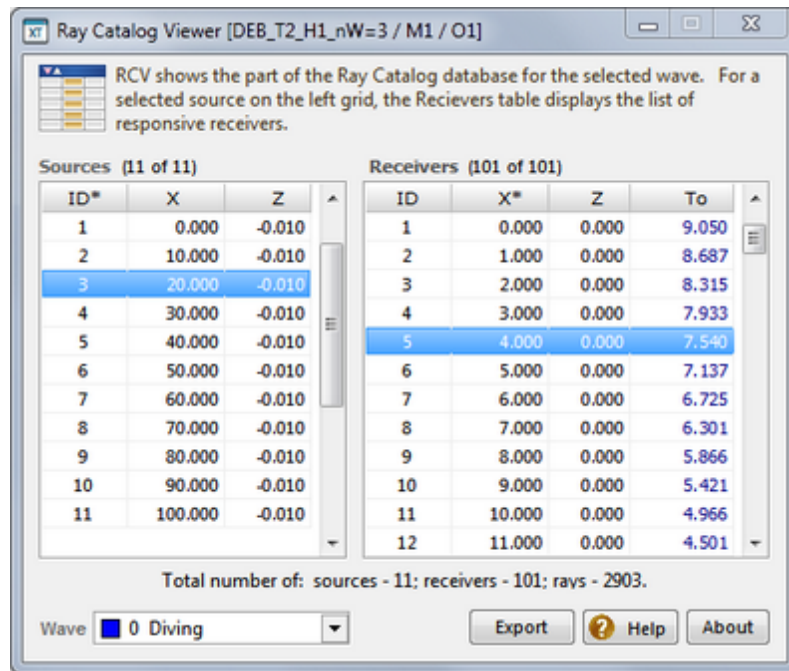 XT Ray Catalog Viewer [DEB_T2_H1_nW=3 / M1 / O1]
RCV shows the part of the Ray Catalog database for the selected wave. For a
selected source on the left grid, the Recievers table displays the list of
responsive receivers.
Sources (11 of 11) Receivers (101 of 101)
ID* X Z ID X* Z To
1 0.000 -0.010 1 0.000 0.000 9.050
2 10.000 -0.010 2 1.000 0.000 8.687
3 20.000 -0.010 3 2.000 0.000 8.315
4 30.000 -0.010 4 3.000 0.000 7.933
5 40.000 -0.010 5 4.000 0.000 7.540
6 50.000 -0.010 6 5.000 0.000 7.137
7 60.000 -0.010 7 6.000 0.000 6.725
8 70.000 -0.010 8 7.000 0.000 6.301
9 80.000 -0.010 9 8.000 0.000 5.866
10 90.000 -0.010 10 9.000 0.000 5.421
11 100.000 -0.010 11 10.000 0.000 4.966
12 11.000 0.000 4.501
Total number of: sources - 11; receivers - 101; rays - 2903.
Wave 0 Diving Export ? Help About